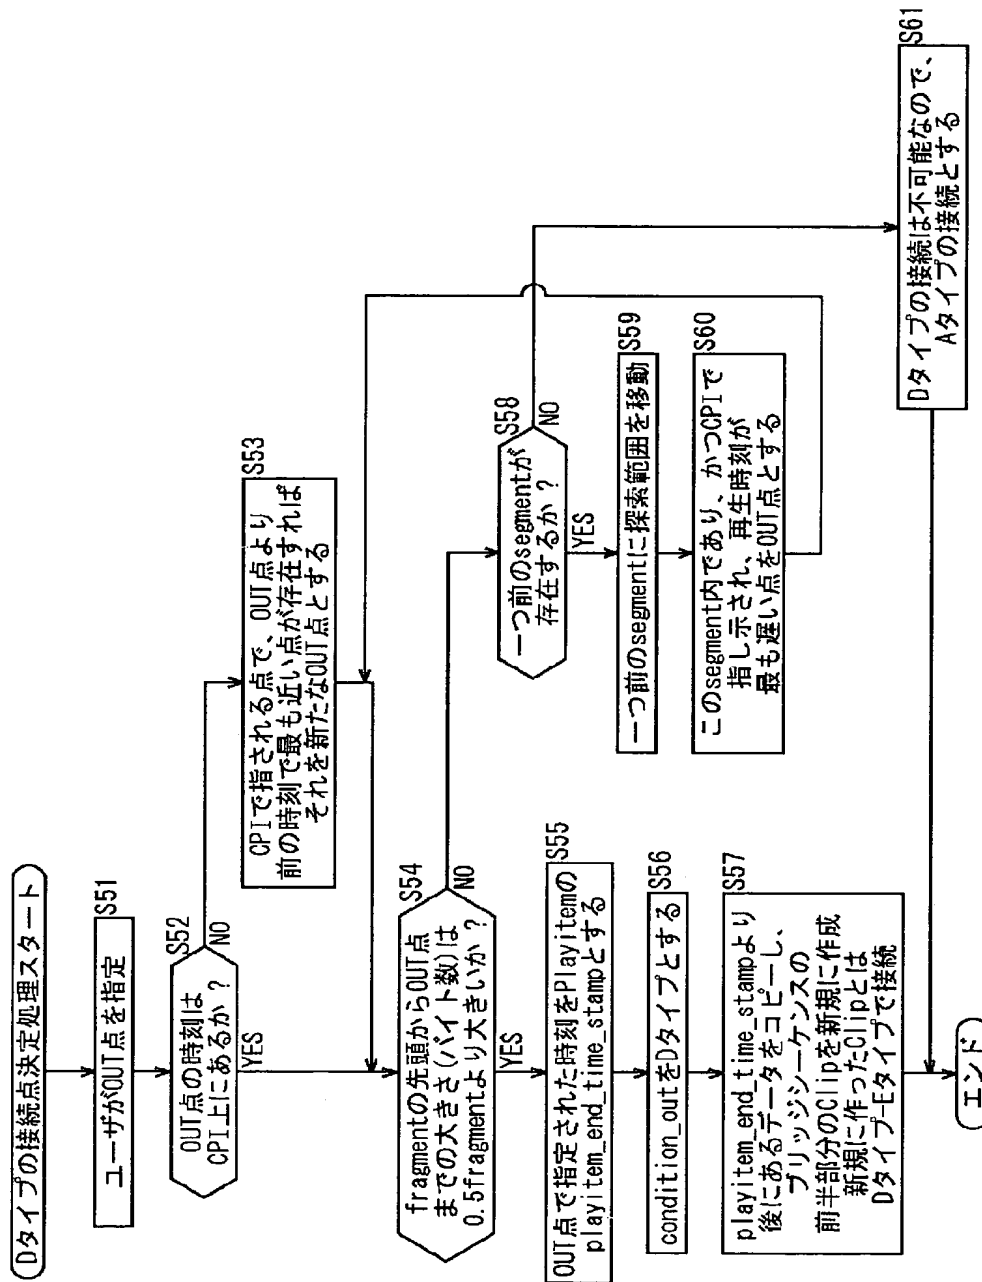 Dタイプの接続点決定処理スタート
S51
ユーザがOUT点を指定
S52
OUT点の時刻は
CPI上にあるか？
NO
YES
S53
CPIで指される点で、OUT点より
前の時刻で最も近い点が存在すれば
それを新たなOUT点とする
S54
fragmentの先頭からOUT点
までの大きさ(バイト数)は
0.5fragmentより大きいか？
NO
YES
S55
OUT点で指定された時刻をPlayitemの
playitem_end_time_stampとする
S56
condition_outをDタイプとする
S57
playitem_end_time_stampより
後にあるデータをコピーし、
ブリッジシーケンスの
前半部分のClipを新規に作成
新規に作ったClipとは
Dタイプ-Eタイプで接続
S58
一つ前のsegmentが
存在するか？
NO
YES
S59
一つ前のsegmentに探索範囲を移動
S60
このsegment内であり、かつCPIで
指し示され、再生時刻が
最も遅い点をOUT点とする
S61
Dタイプの接続は不可能なので、
Aタイプの接続とする
エンド